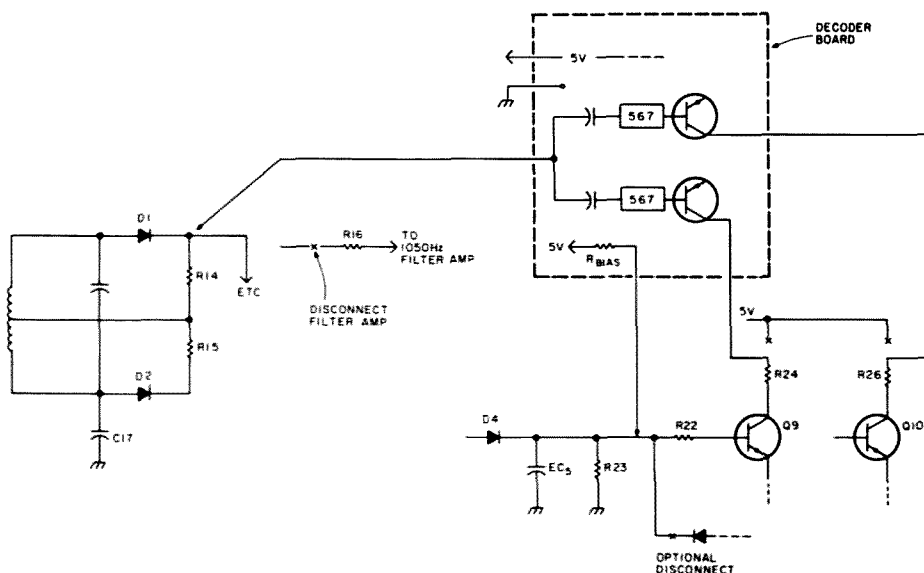 DECODER
BOARD
5V
567
567
D1
R16
TO
1050Hz
FILTER AMP
5V
R BIAS
R14
ETC
DISCONNECT
FILTER AMP
5V
R15
D2
R24
R26
C17
D4
R22
Q9
Q10
EC5
R23
OPTIONAL
DISCONNECT